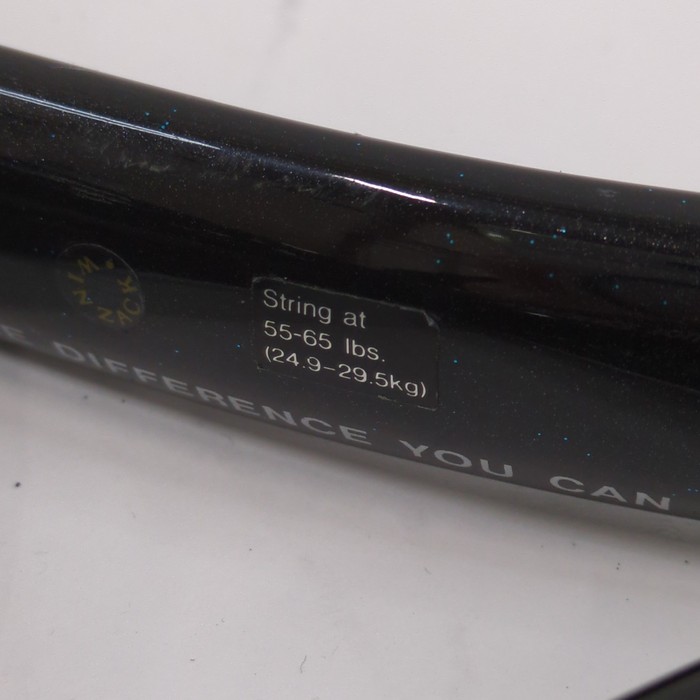 String at
55-65 lbs.
(24.9-29.5kg)
E DIFFERENCE YOU CAN